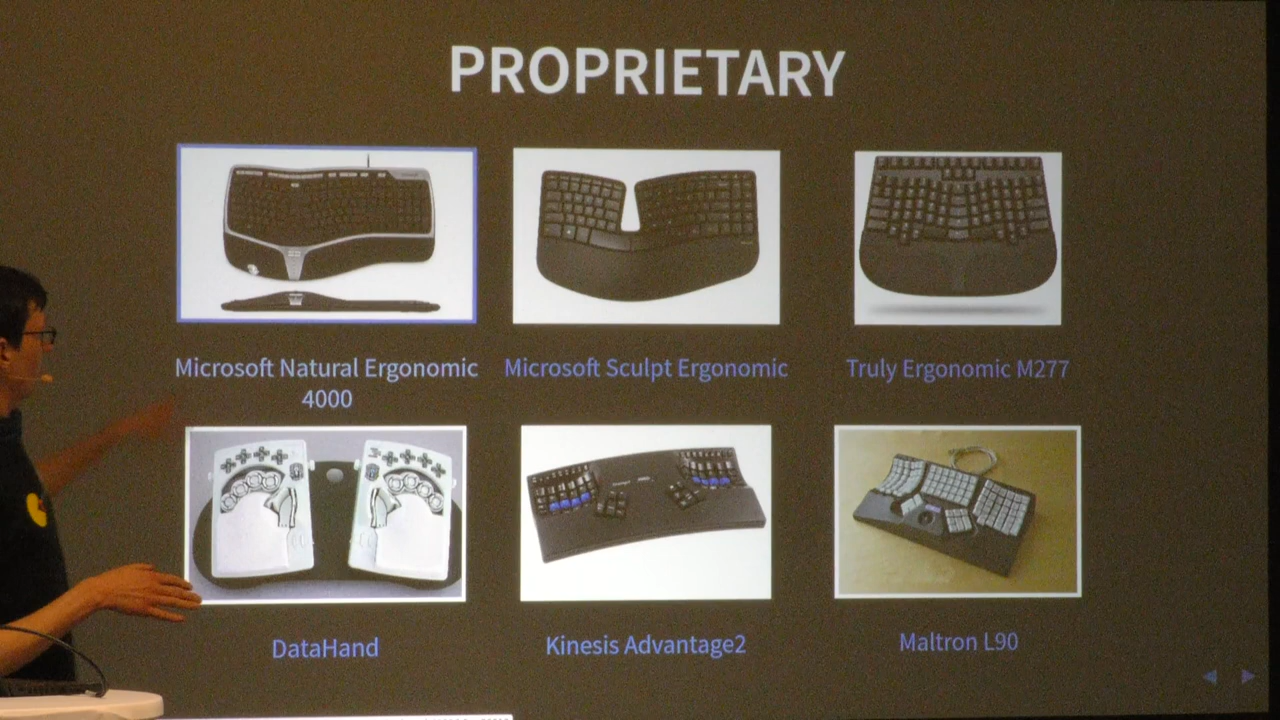 PROPRIETARY
Microsoft Natural Ergonomic
4000
Microsoft Sculpt Ergonomic
Truly Ergonomic M277
DataHand
Kinesis Advantage2
Maltron L90